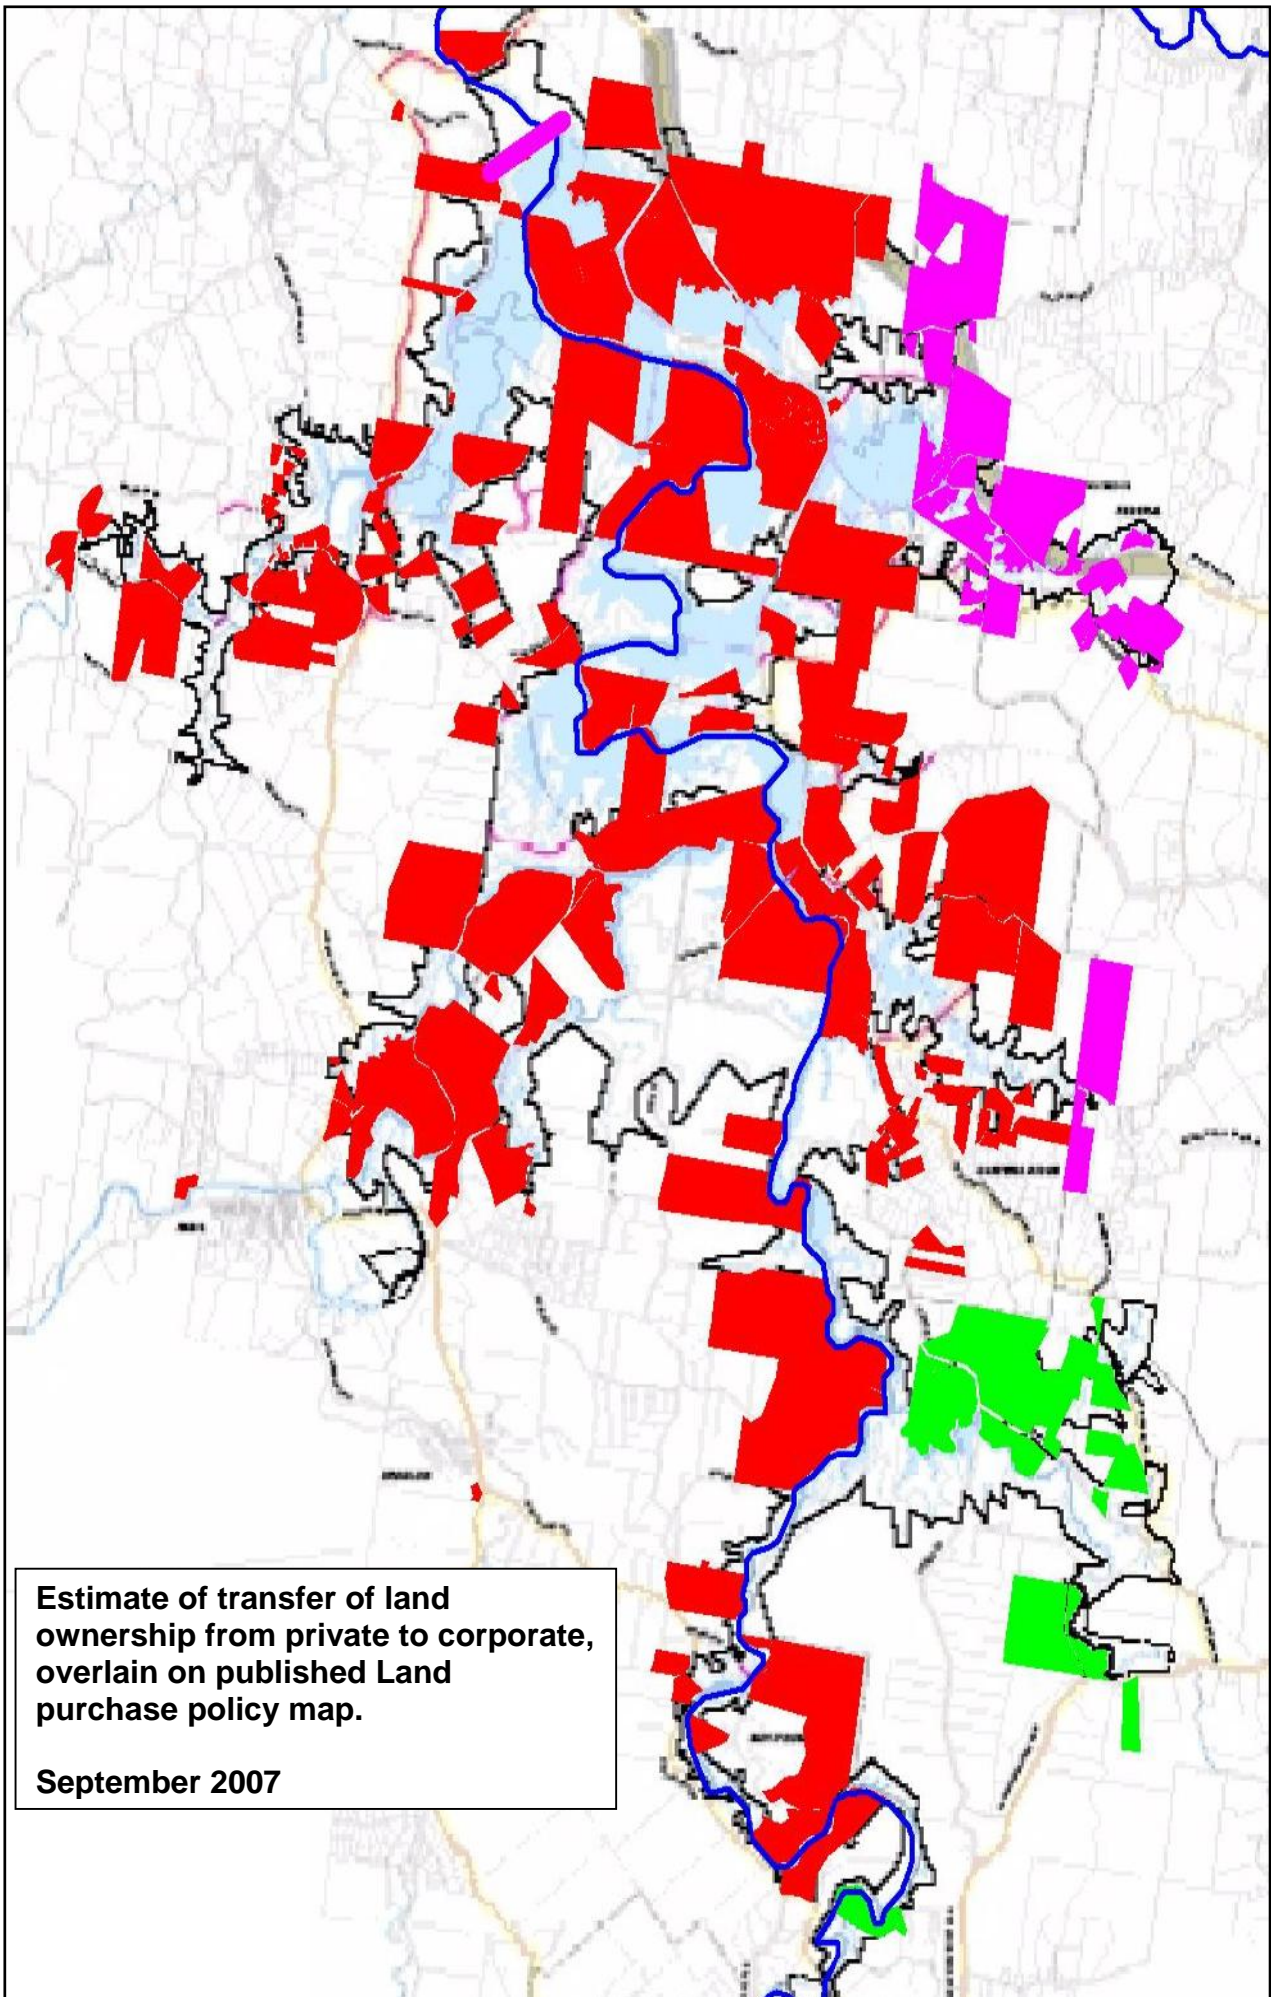 Estimate of transfer of land
ownership from private to corporate,
overlain on published Land
purchase policy map.
September 2007